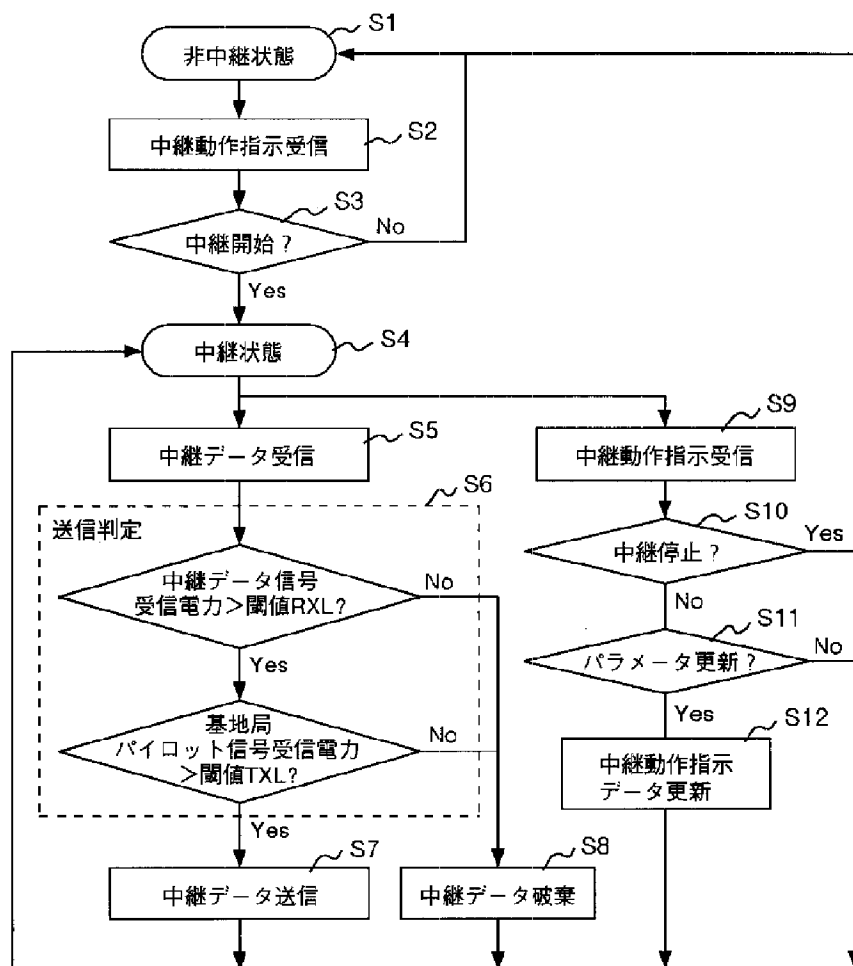 S1
非中継状態
S2
中継動作指示受信
S3
中継開始？
No
Yes
S4
中継状態
S5
中継データ受信
S9
中継動作指示受信
S6
送信判定
中継データ信号
受信電力＞閾値RXL?
No
Yes
基地局
パイロット信号受信電力
＞閾値TXL?
No
Yes
S10
中継停止？
Yes
No
S11
パラメータ更新？
No
Yes
S12
中継動作指示
データ更新
S7
中継データ送信
S8
中継データ破棄